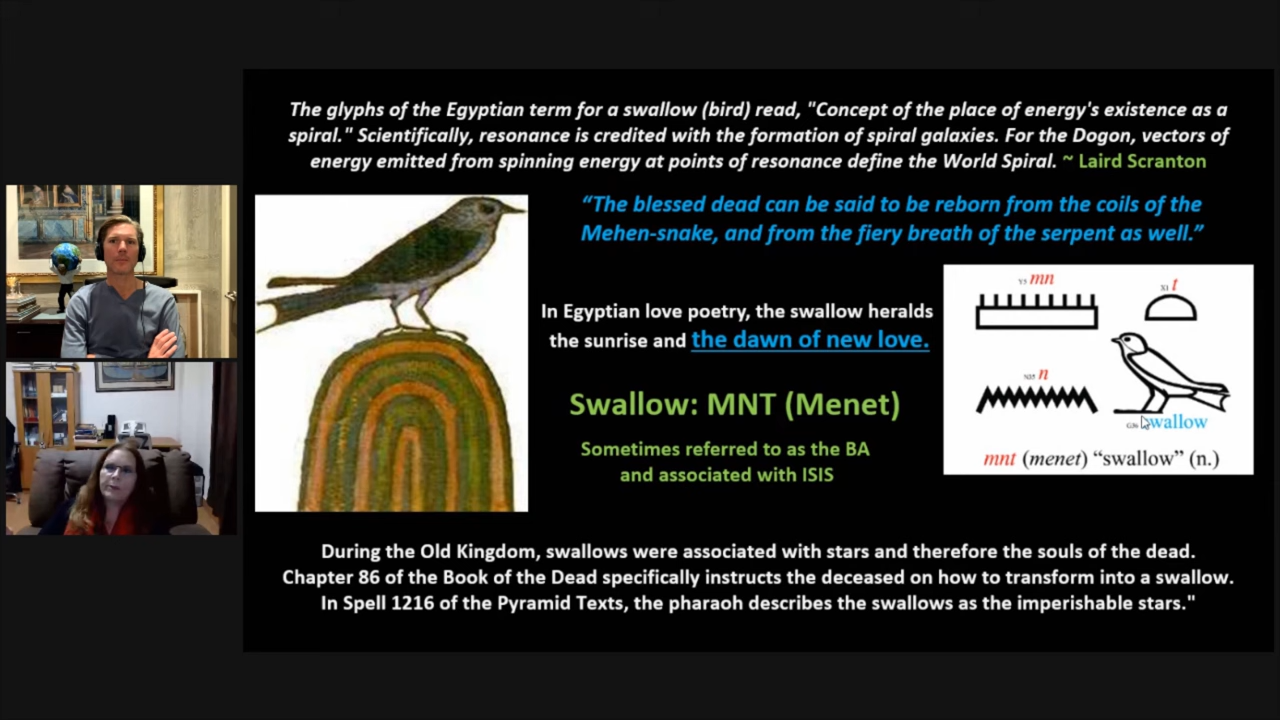 The glyphs of the Egyptian term for a swallow (bird) read, "Concept of the place of energy's existence as a
spiral." Scientifically, resonance is credited with the formation of spiral galaxies. For the Dogon, vectors of
energy emitted from spinning energy at points of resonance define the World Spiral. ~ Laird Scranton
“The blessed dead can be said to be reborn from the coils of the
Mehen-snake, and from the fiery breath of the serpent as well.”
In Egyptian love poetry, the swallow heralds
the sunrise and the dawn of new love.
Swallow: MNT (Menet)
Sometimes referred to as the BA
and associated with ISIS
Y5 mn
X1 t
N35 n
G36 swallow
mnt (menet) “swallow” (n.)
During the Old Kingdom, swallows were associated with stars and therefore the souls of the dead.
Chapter 86 of the Book of the Dead specifically instructs the deceased on how to transform into a swallow.
In Spell 1216 of the Pyramid Texts, the pharaoh describes the swallows as the imperishable stars."